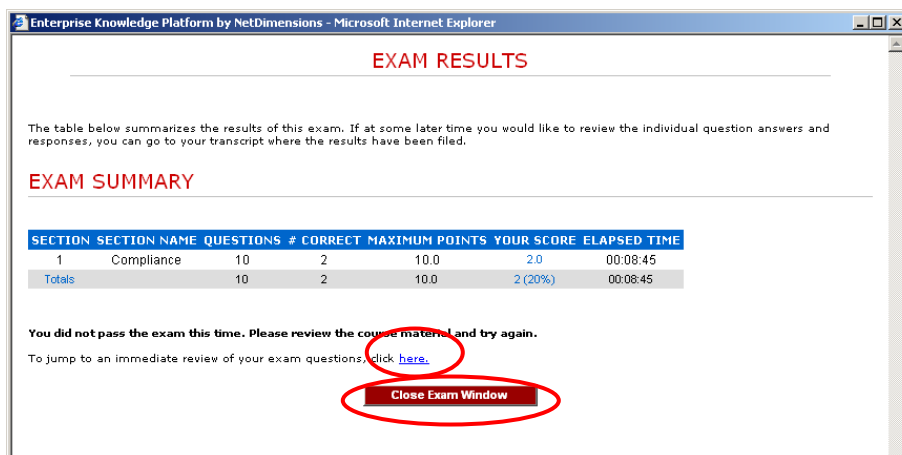 Enterprise Knowledge Platform by NetDimensions - Microsoft Internet Explorer
EXAM RESULTS
The table below summarizes the results of this exam. If at some later time you would like to review the individual question answers and
responses, you can go to your transcript where the results have been filed.
EXAM SUMMARY
SECTION SECTION NAME QUESTIONS # CORRECT MAXIMUM POINTS YOUR SCORE ELAPSED TIME
1 Compliance 10 2 10.0 2.0 00:08:45
Totals 10 2 10.0 2 (20%) 00:08:45
You did not pass the exam this time. Please review the course material and try again.
To jump to an immediate review of your exam questions, click here.
Close Exam Window